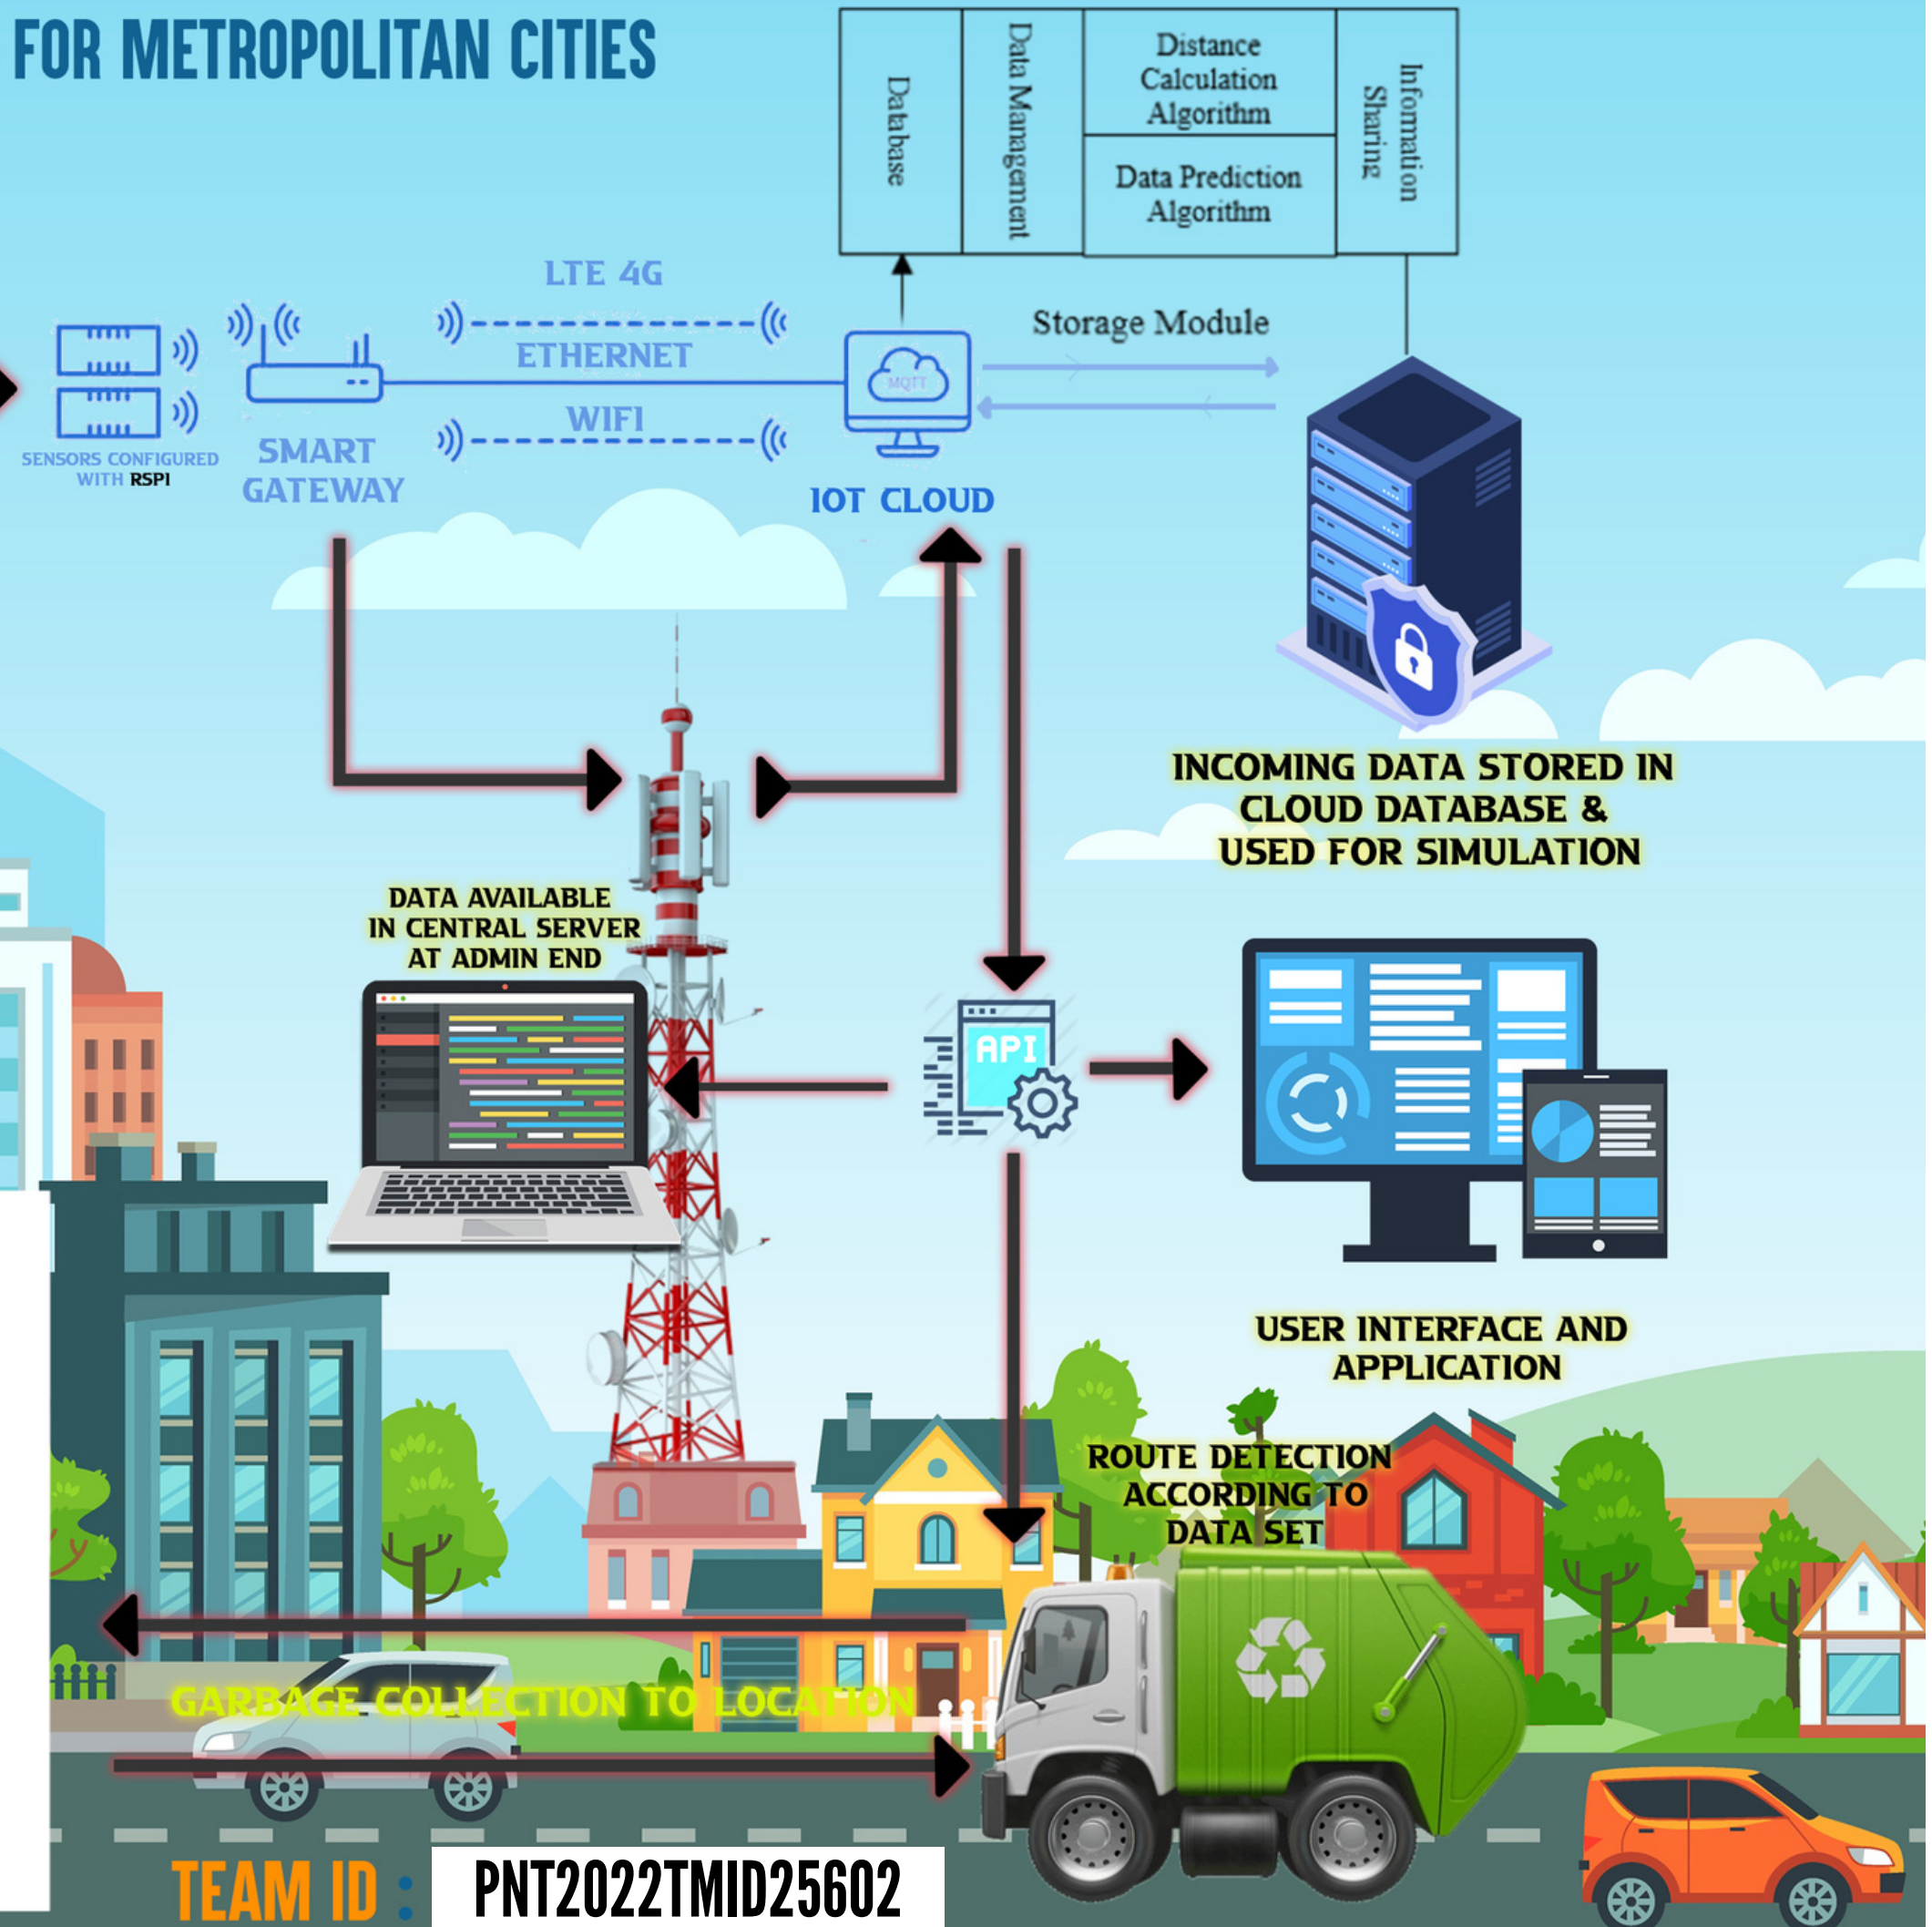 FOR METROPOLITAN CITIES
Database
Data Management
Distance
Calculation
Algorithm
Data Prediction
Algorithm
Information
Sharing
LTE 4G
ETHERNET
WIFI
Storage Module
MQTT
SENSORS CONFIGURED
WITH RSPI
SMART
GATEWAY
IOT CLOUD
INCOMING DATA STORED IN
CLOUD DATABASE &
USED FOR SIMULATION
DATA AVAILABLE
IN CENTRAL SERVER
AT ADMIN END
API
USER INTERFACE AND
APPLICATION
ROUTE DETECTION
ACCORDING TO
DATA SET
GARBAGE COLLECTION TO LOCATION
TEAM ID : PNT2022TMID25602